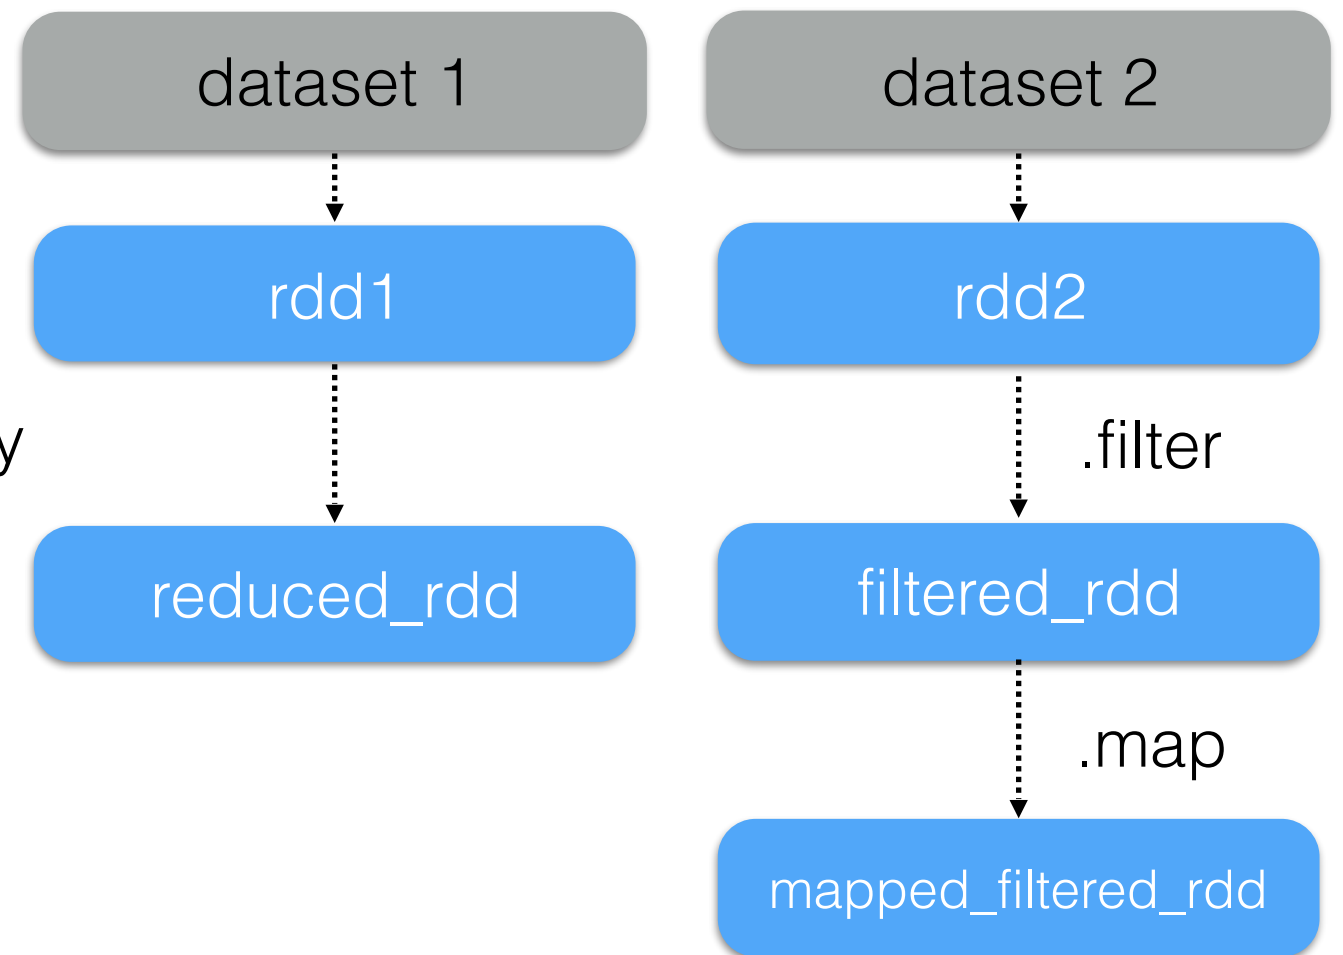 dataset 1
dataset 2
rdd1
rdd2
.filter
reduced_rdd
filtered_rdd
.map
mapped_filtered_rdd